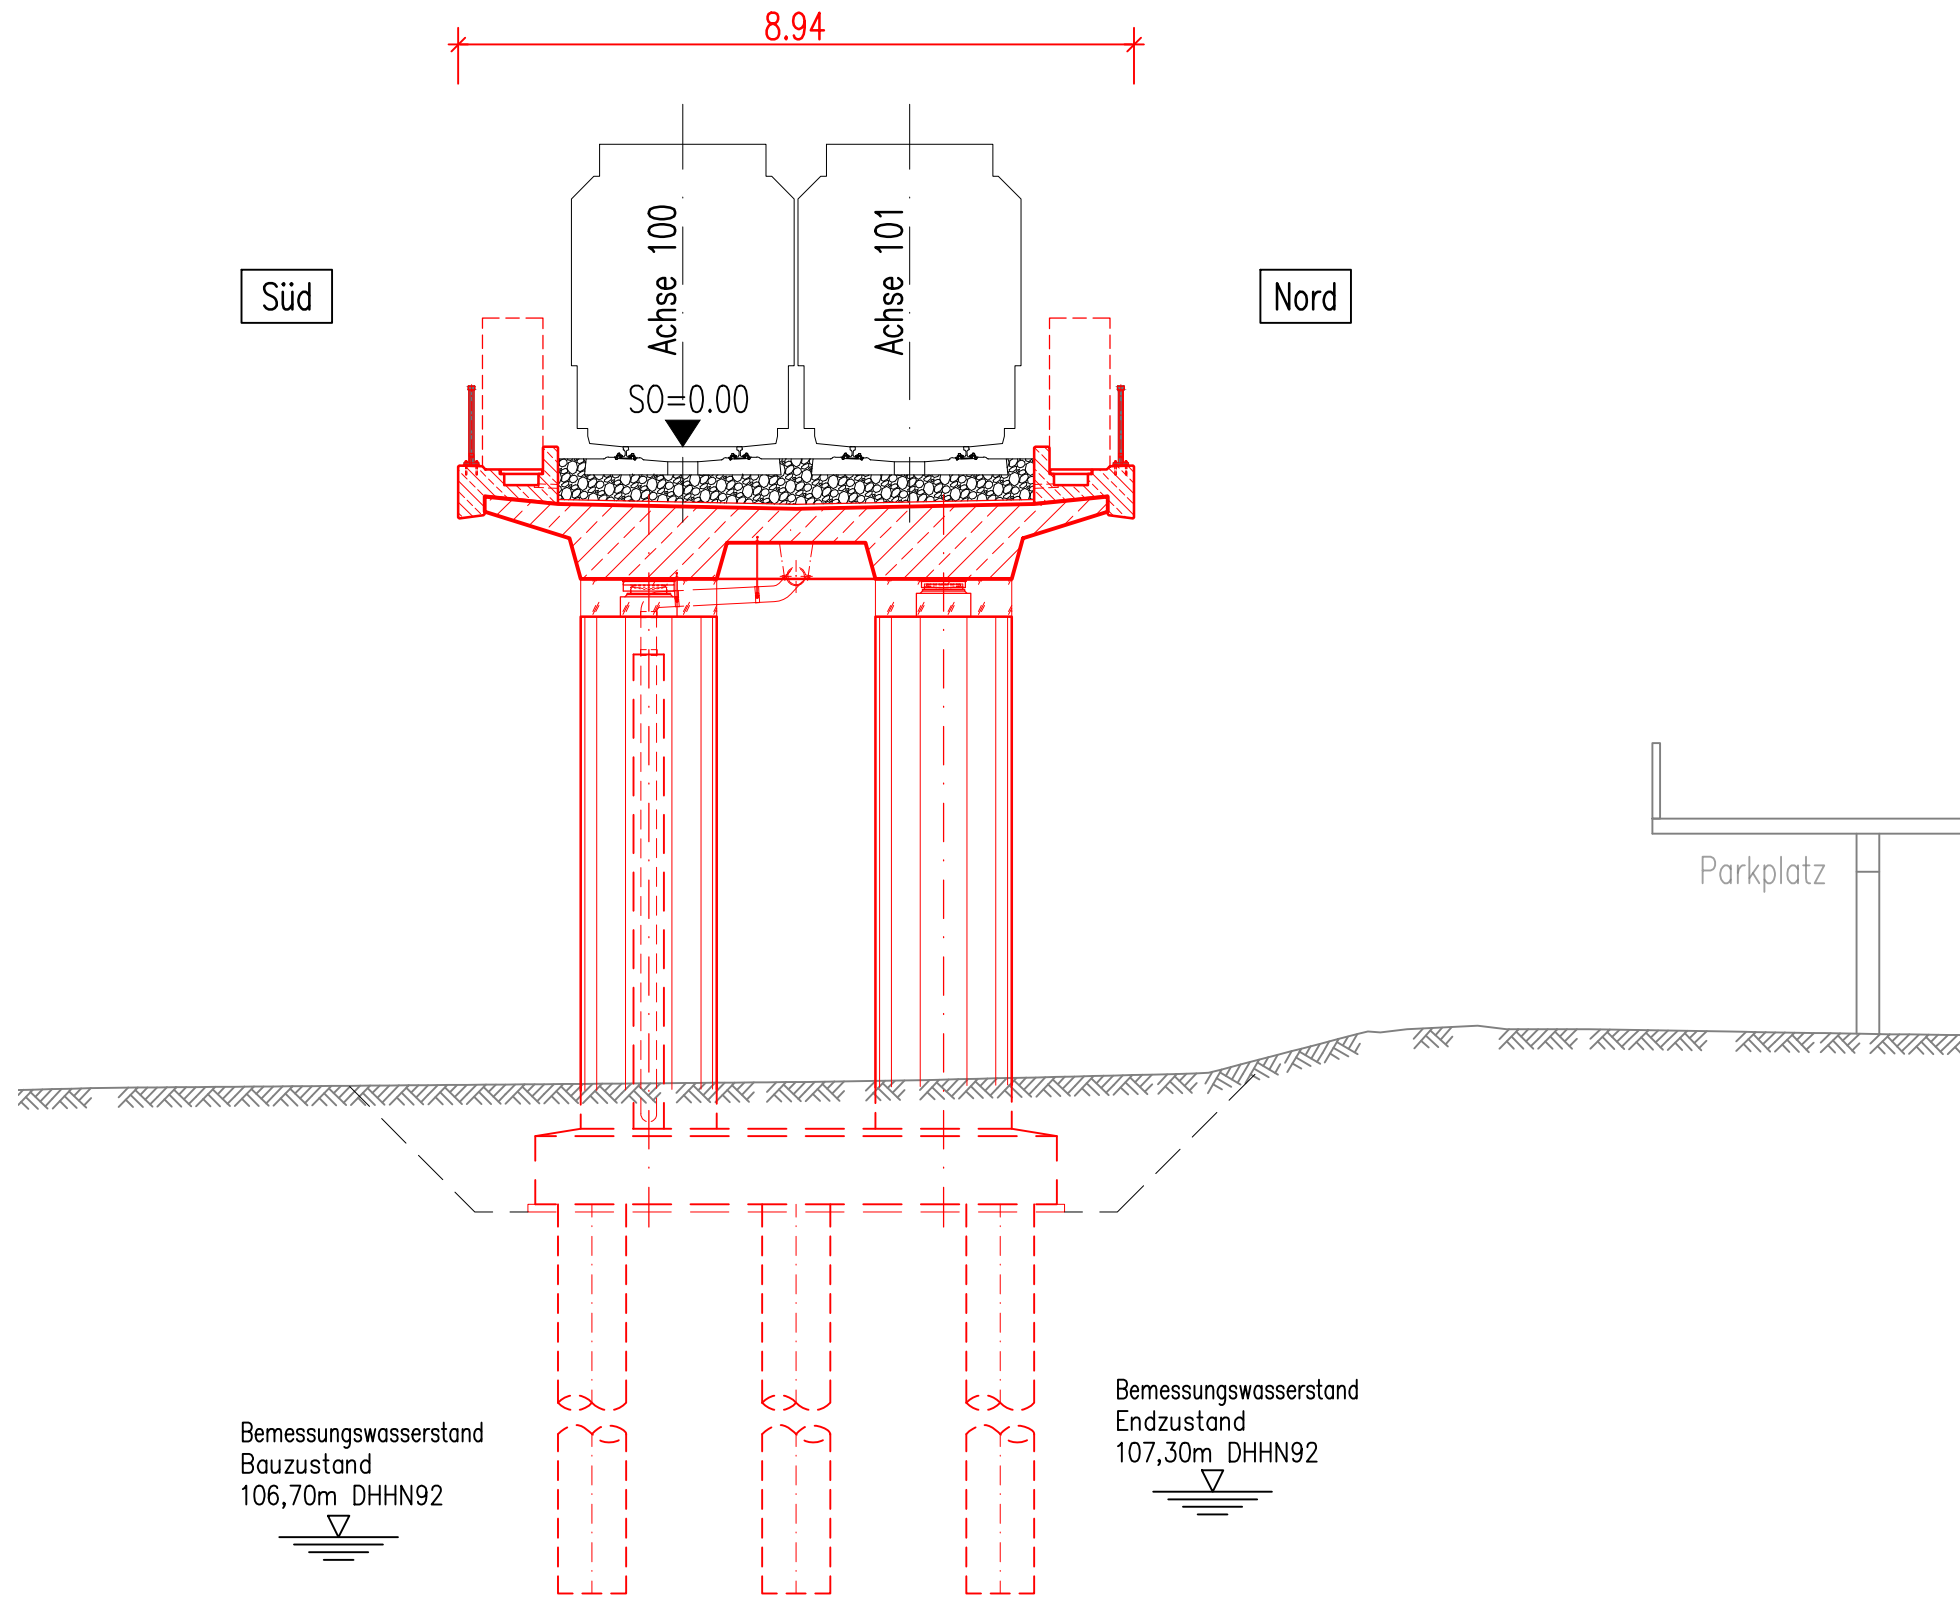 8.94
Achse 100
Achse 101
Süd
Nord
SO=0.00
Parkplatz
Bemessungswasserstand
Endzustand
107,30m DHHN92
Bemessungswasserstand
Bauzustand
106,70m DHHN92